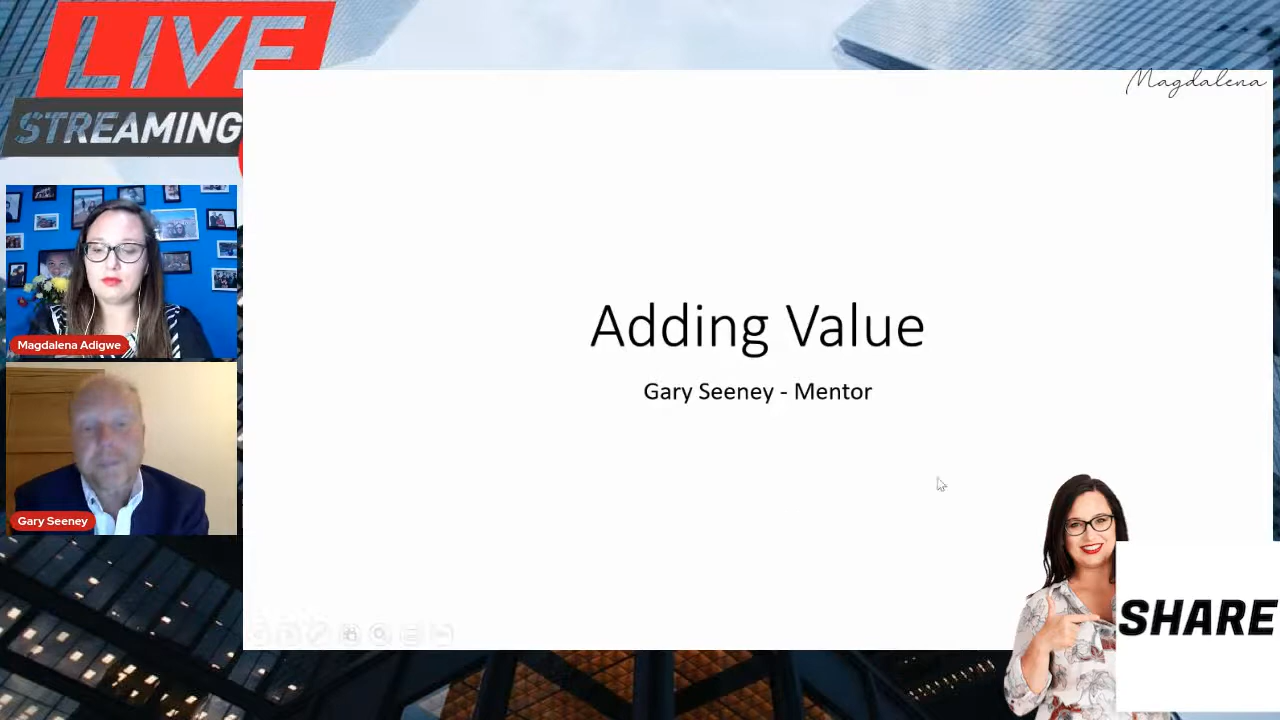 LIVE
STREAMING
Magdalena
Magdalena Adigwe
Adding Value
Gary Seeney - Mentor
Gary Seeney
SHARE